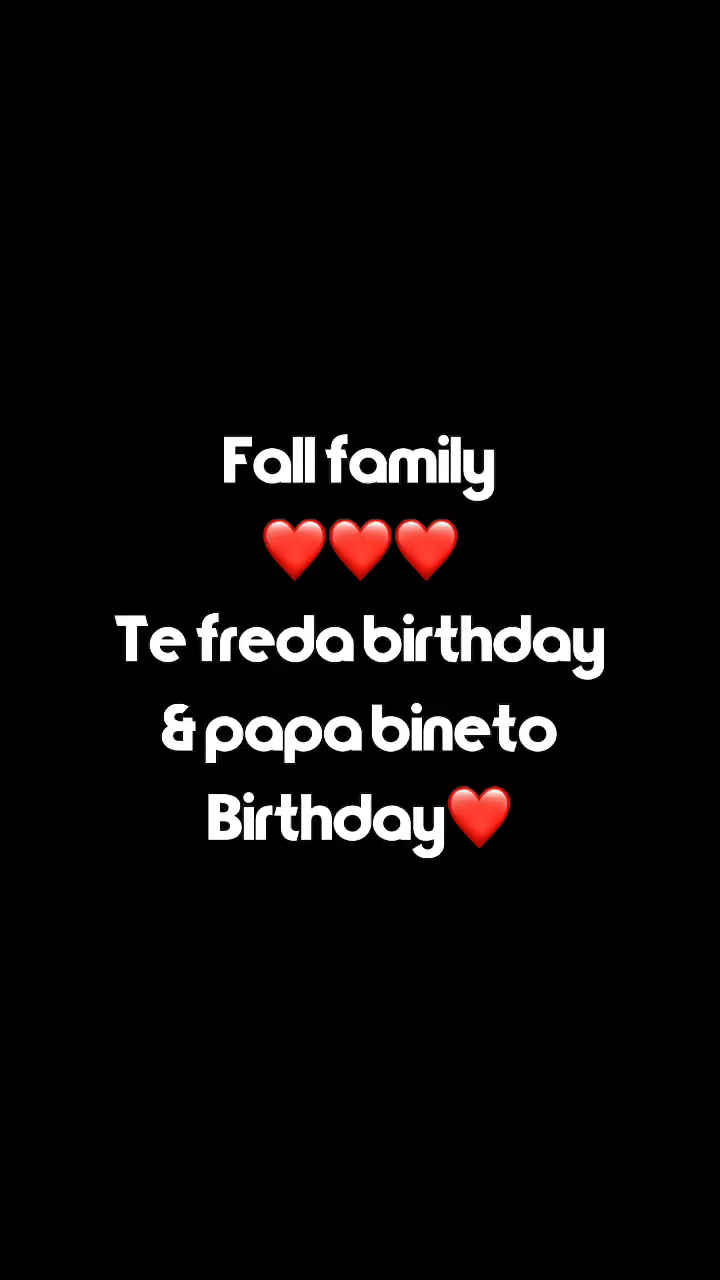 Fall family
❤️❤️❤️
Te freda birthday
& papa bineto
Birthday❤️